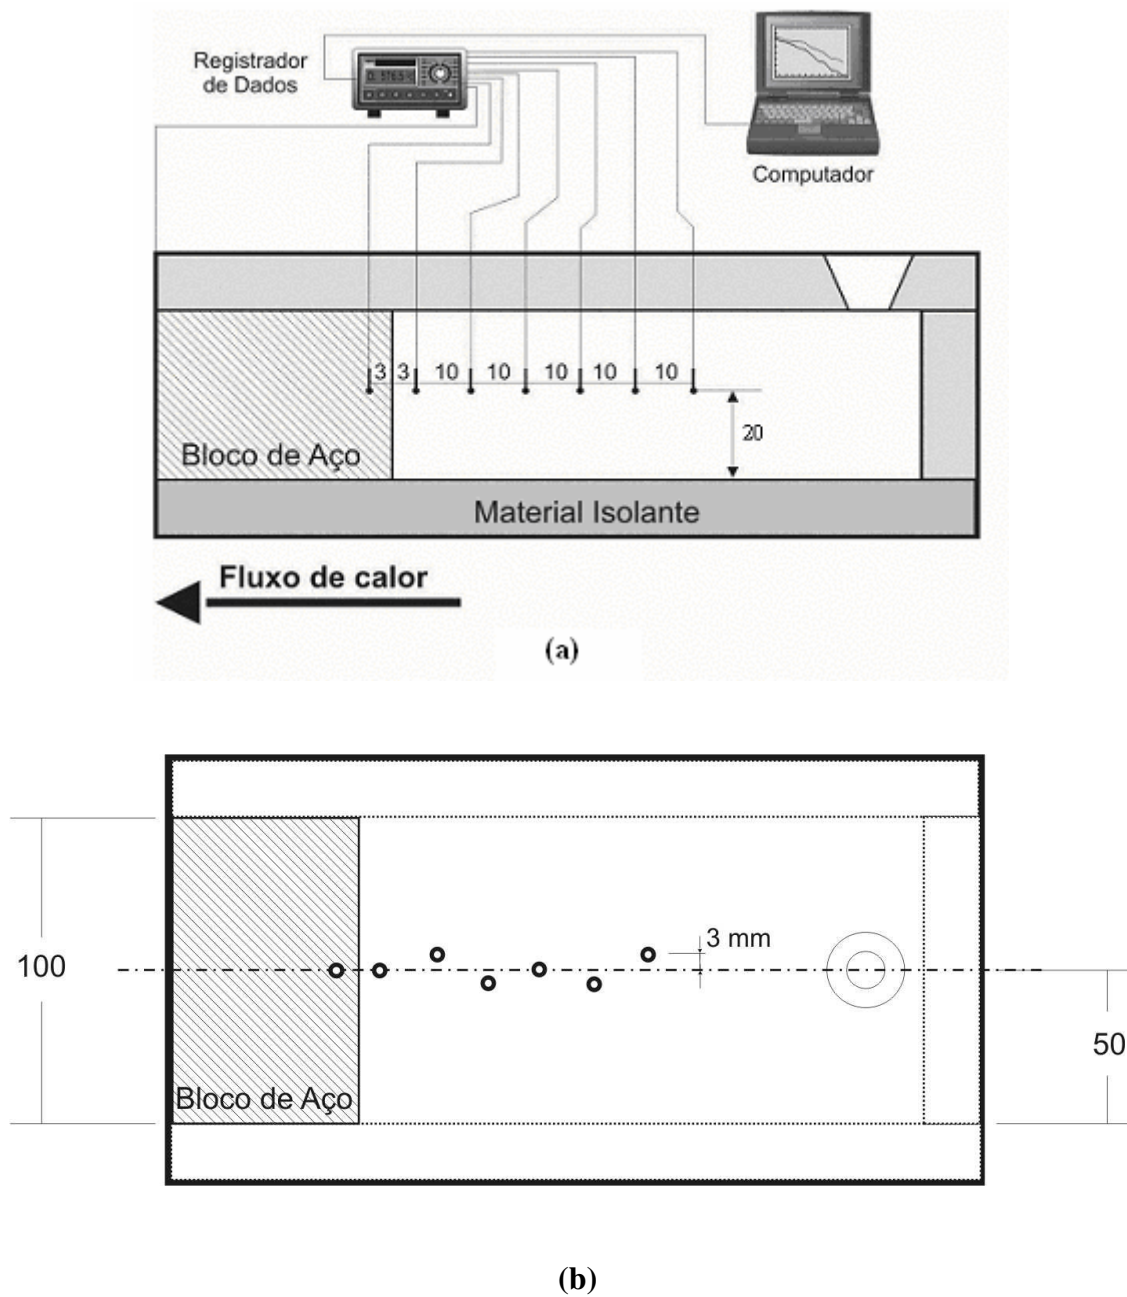 Registrador
de Dados
Computador
3 3 10 10 10 10 10
20
Bloco de Aço
Material Isolante
Fluxo de calor
(a)
3 mm
100
50
Bloco de Aço
(b)